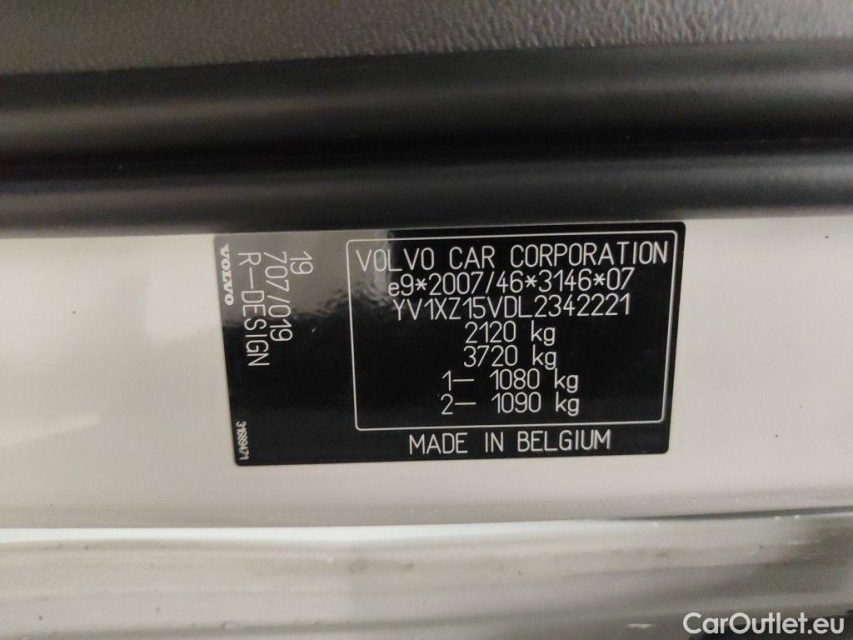 VOLVO
19
707/019
R-DESIGN
31689471
VOLVO CAR CORPORATION
e9*2007/46*3146*07
YV1XZ15VDL2342221
2120 kg
3720 kg
1- 1080 kg
2- 1090 kg
MADE IN BELGIUM
CarOutlet.eu